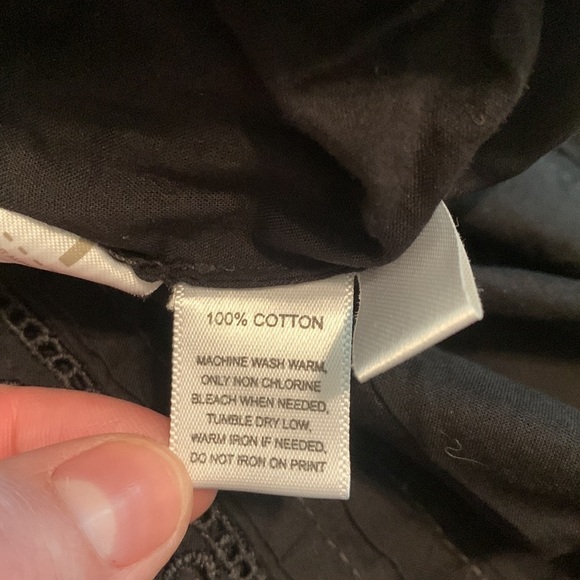 100% COTTON
MACHINE WASH WARM,
ONLY NON CHLORINE
BLEACH WHEN NEEDED,
TUMBLE DRY LOW,
WARM IRON IF NEEDED,
DO NOT IRON ON PRINT